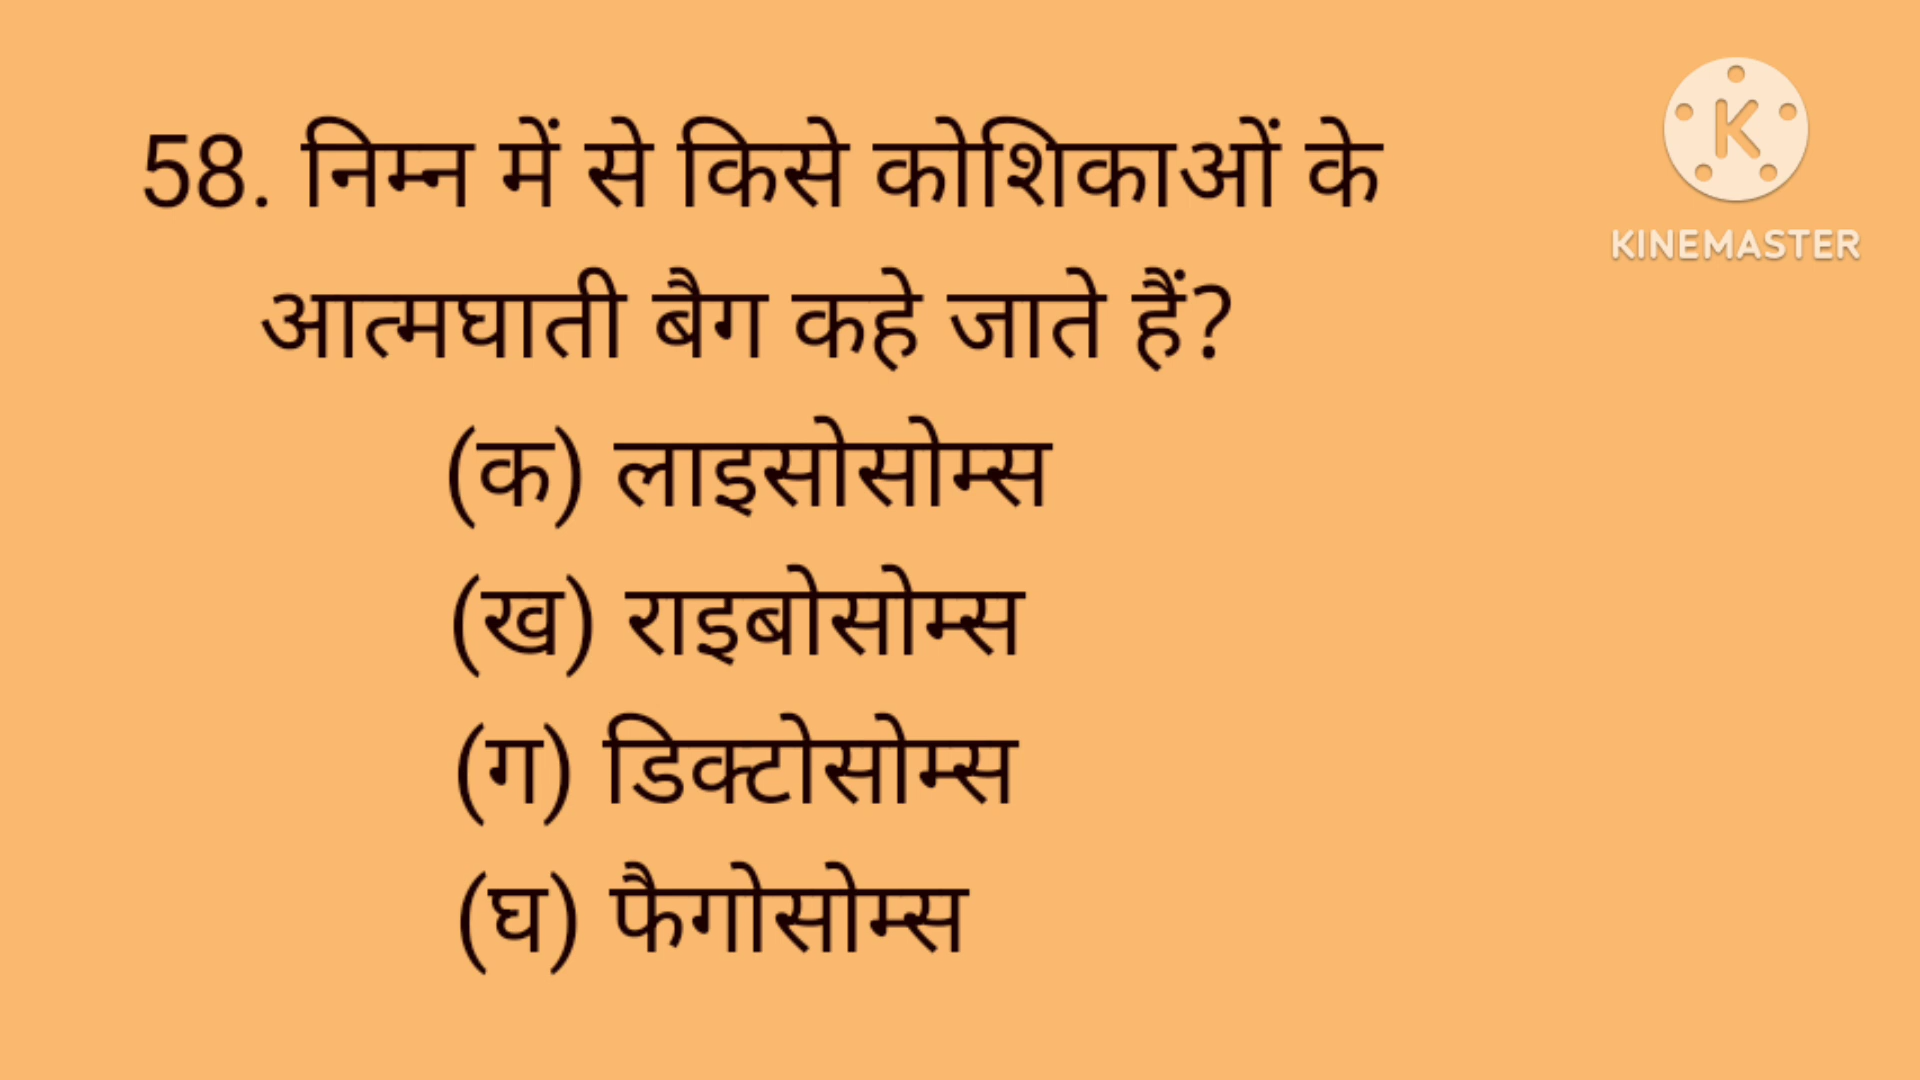 58. निम्न में से किसे कोशिकाओं के
आत्मघाती बैग कहे जाते हैं?
(क) लाइसोसोम्स
(ख) राइबोसोम्स
(ग) डिक्टोसोम्स
(घ) फैगोसोम्स
K
KINEMASTER